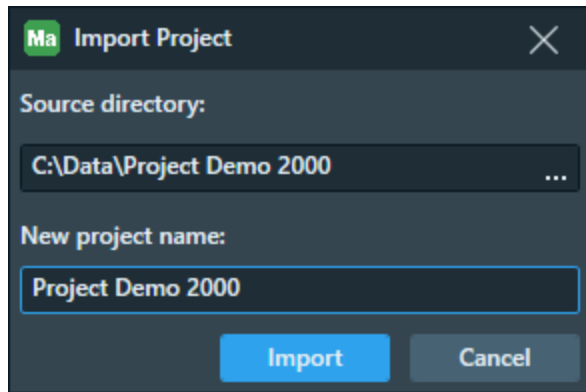 Ma Import Project
Source directory:
C:\Data\Project Demo 2000 ...
New project name:
Project Demo 2000
Import Cancel